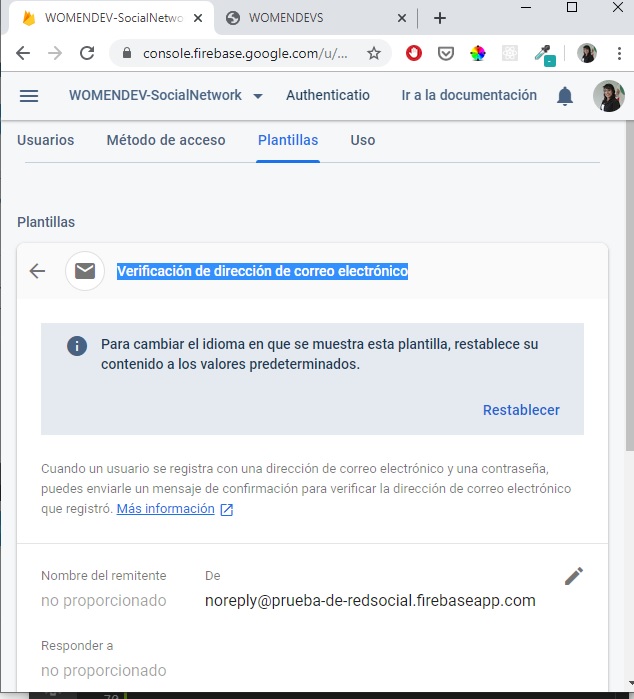 WOMENDEV-SocialNetwo
WOMENDEVS
console.firebase.google.com/u/...
WOMENDEV-SocialNetwork
Authenticatio
Ir a la documentación
Usuarios
Método de acceso
Plantillas
Uso
Plantillas
Verificación de dirección de correo electrónico
Para cambiar el idioma en que se muestra esta plantilla, restablece su
contenido a los valores predeterminados.
Restablecer
Cuando un usuario se registra con una dirección de correo electrónico y una contraseña,
puedes enviarle un mensaje de confirmación para verificar la dirección de correo electrónico
que registró. Más información
Nombre del remitente
De
no proporcionado
noreply@prueba-de-redsocial.firebaseapp.com
Responder a
no proporcionado